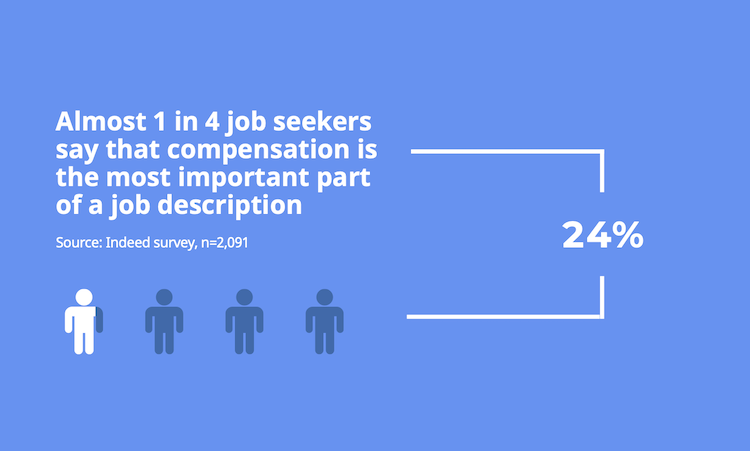 Almost 1 in 4 job seekers
say that compensation is
the most important part
of a job description
Source: Indeed survey, n=2,091
24%